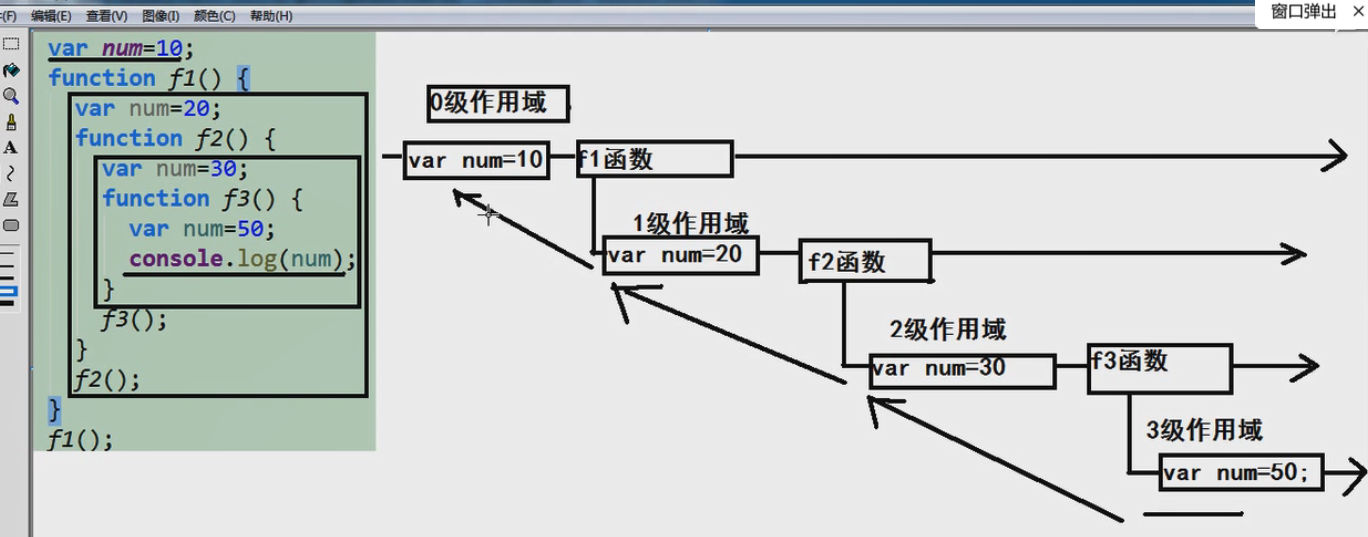 (F) 编辑(E) 查看(V) 图像(I) 颜色(C) 帮助(H)
窗口弹出 ×
A
var num=10;
function f1() {
var num=20;
function f2() {
var num=30;
function f3() {
var num=50;
console.log(num);
}
f3();
}
f2();
}
f1();
0级作用域
var num=10
f1函数
1级作用域
var num=20
f2函数
2级作用域
var num=30
f3函数
3级作用域
var num=50;